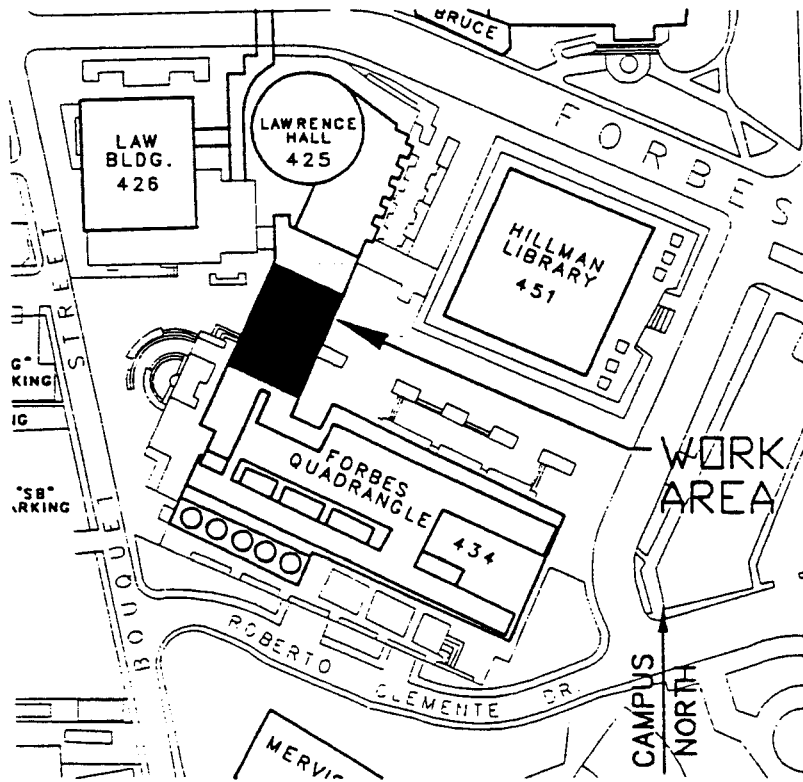 BRUCE
FORBES
LAW
BLDG.
426
LAWRENCE
HALL
425
HILLMAN
LIBRARY
451
STREET
G"
KING
NG
"SB"
RKING
FORBES
QUADRANGLE
434
WORK
AREA
BOUQUET
ROBERTO CLEMENTE DR.
CAMPUS
NORTH
MERVIS